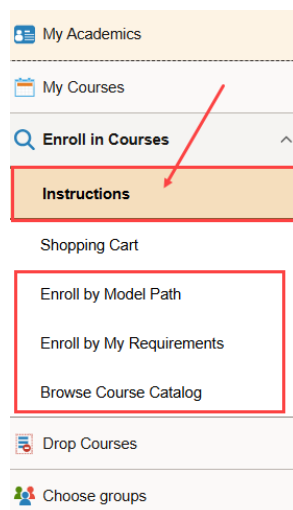 My Academics
My Courses
Enroll in Courses
Instructions
Shopping Cart
Enroll by Model Path
Enroll by My Requirements
Browse Course Catalog
Drop Courses
Choose groups